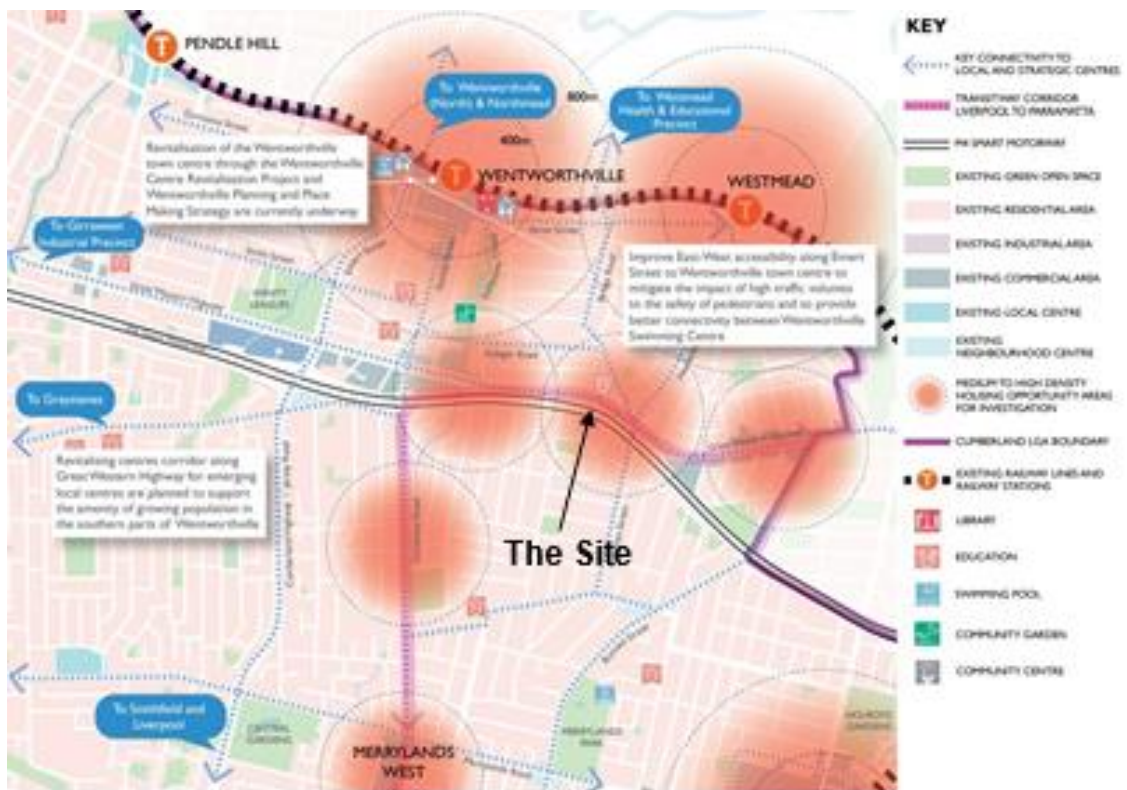 PENDLE HILL
To Wentworthville
(North) & Northmead
800m
To Westmead
Health & Educational
Precinct
400m
Revitalisation of the Wentworthville
town centre through the Wentworthville
Centre Revitalisation Project and
Wentworthville Planning and Place
Making Strategy are currently underway
WENTWORTHVILLE
WESTMEAD
To Girraween
Industrial Precinct
Improve East-West accessibility along Emert
Street to Wentworthville town centre to
mitigate the impact of high traffic volumes
to the safety of pedestrians and to provide
better connectivity between Wentworthville
Swimming Centre
To Greystanes
Revitalising centres corridor along
Great Western Highway for emerging
local centres are planned to support
the amenity of growing population in
the southern parts of Wentworthville
The Site
To Smithfield and
Liverpool
CENTRAL
GARDENS
MERRYLANDS
PARK
HOLROYD
GARDENS
MERRYLANDS
WEST
KEY
KEY CONNECTIVITY TO
LOCAL AND STRATEGIC CENTRES
TRANSITWAY CORRIDOR
LIVERPOOL TO PARRAMATTA
M4 SMART MOTORWAY
EXISTING GREEN OPEN SPACE
EXISTING RESIDENTIAL AREA
EXISTING INDUSTRIAL AREA
EXISTING COMMERCIAL AREA
EXISTING LOCAL CENTRE
EXISTING
NEIGHBOURHOOD CENTRE
MEDIUM TO HIGH DENSITY
HOUSING OPPORTUNITY AREAS
FOR INVESTIGATION
CUMBERLAND LGA BOUNDARY
EXISTING RAILWAY LINES AND
RAILWAY STATIONS
LIBRARY
EDUCATION
SWIMMING POOL
COMMUNITY GARDEN
COMMUNITY CENTRE